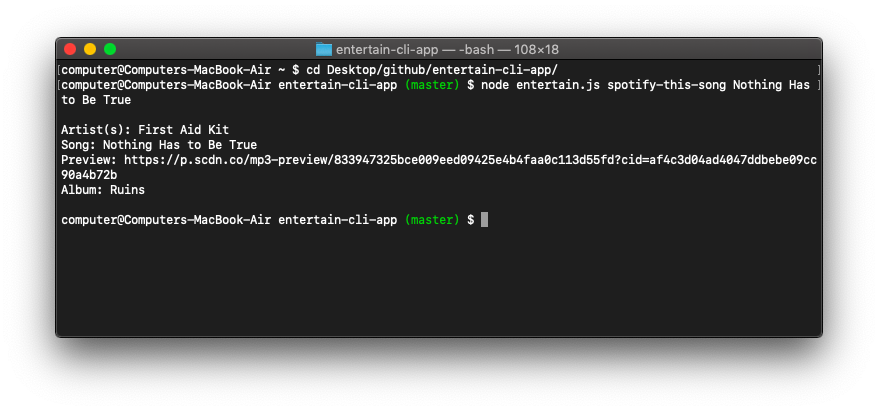 entertain-cli-app — -bash — 108×18
[computer@Computers-MacBook-Air ~ $ cd Desktop/github/entertain-cli-app/ ]
[computer@Computers-MacBook-Air entertain-cli-app (master) $ node entertain.js spotify-this-song Nothing Has ]
to Be True
Artist(s): First Aid Kit
Song: Nothing Has to Be True
Preview: https://p.scdn.co/mp3-preview/833947325bce009eed09425e4b4faa0c113d55fd?cid=af4c3d04ad4047ddbebe09cc
90a4b72b
Album: Ruins
computer@Computers-MacBook-Air entertain-cli-app (master) $